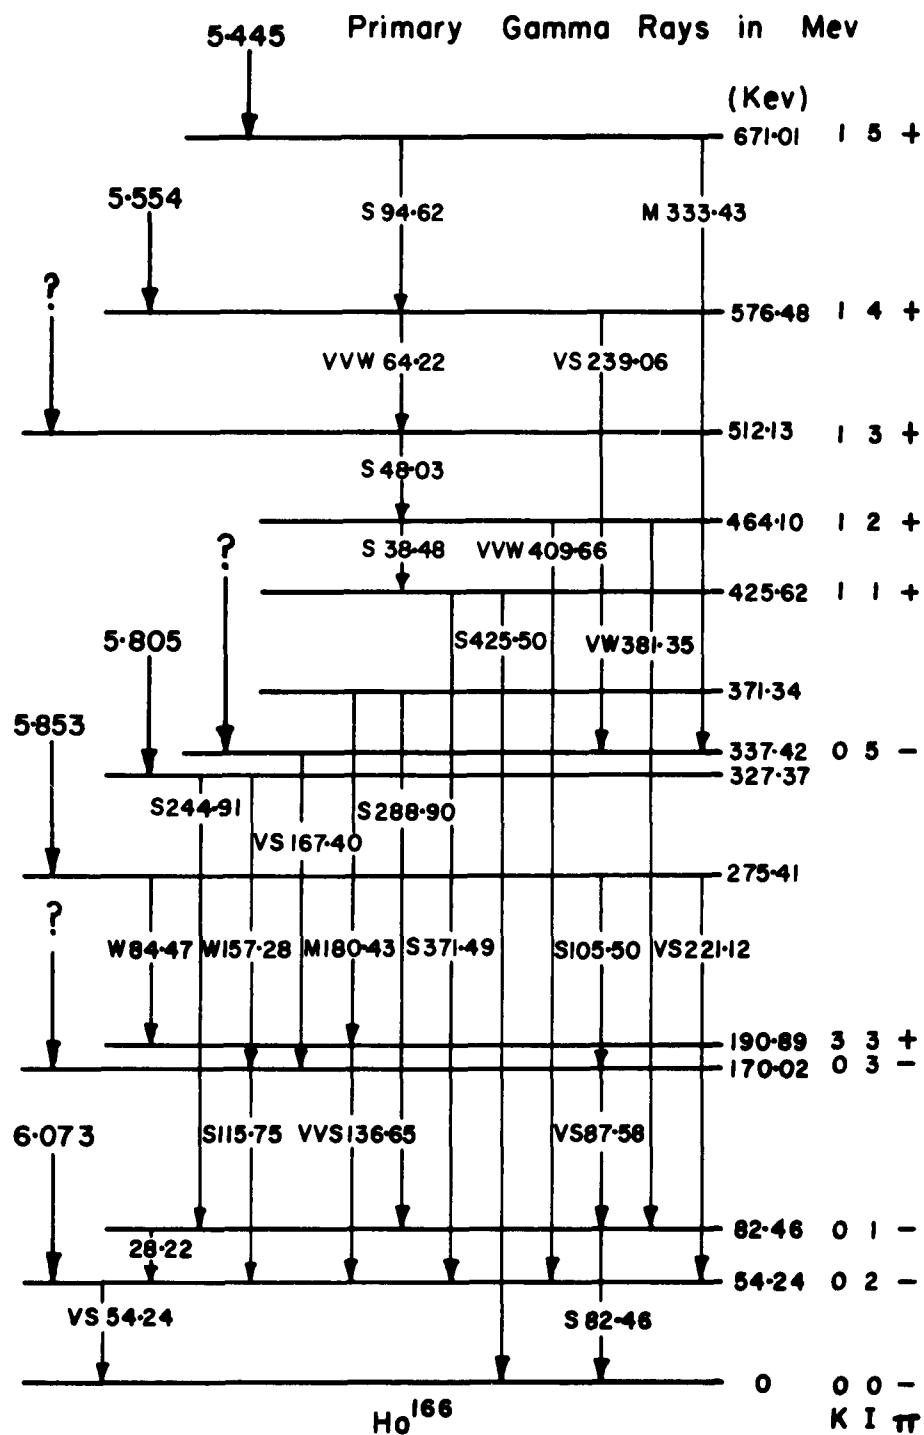 5·445 Primary Gamma Rays in Mev
(Kev)
671·01 1 5 +
5·554
S 94·62 M 333·43
?
576·48 1 4 +
VVW 64·22 VS 239·06
512·13 1 3 +
S 48·03
464·10 1 2 +
?
S 38·48 VVW 409·66
425·62 1 1 +
5·805
S425·50 VW381·35
371·34
5·853
337·42 0 5 -
327·37
S244·91 S288·90
VS 167·40
275·41
?
W84·47 W157·28 M180·43 S371·49 S105·50 VS221·12
190·89 3 3 +
170·02 0 3 -
6·073 S115·75 VVS136·65 VS87·58
82·46 0 1 -
28·22
54·24 0 2 -
VS 54·24 S 82·46
0 0 0 -
Ho166 K I π